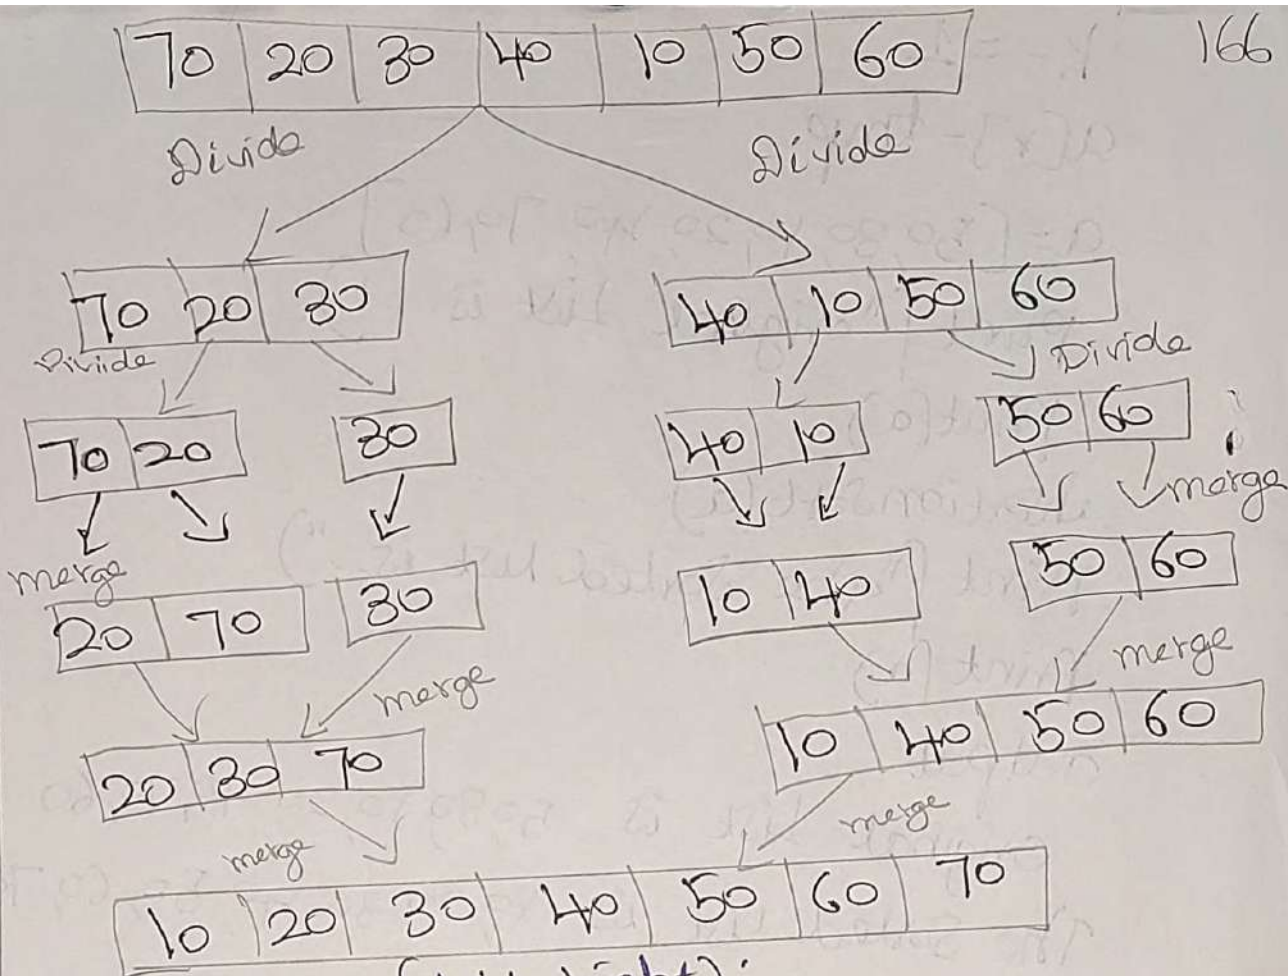 70 20 30 40 10 50 60 166
Divide Divide
70 20 30 40 10 50 60
Diviide Divide
70 20 30 40 10 50 60
merge
merge
20 70 30 10 40 50 60
merge merge
20 30 70 10 40 50 60
merge merge
10 20 30 40 50 60 70